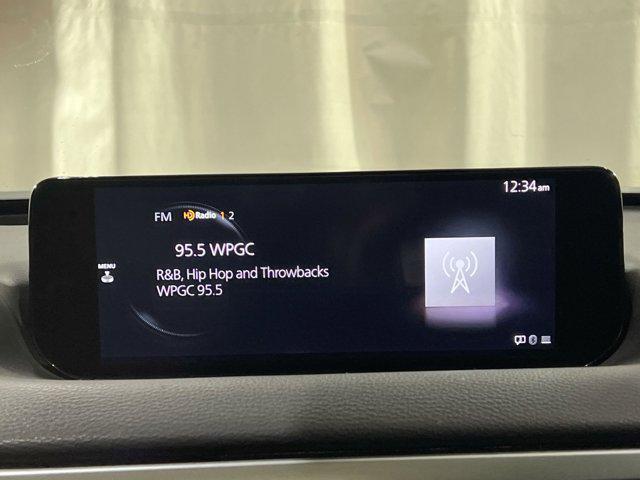 12:34am
FM HD Radio 1 2
95.5 WPGC
MENU
R&B, Hip Hop and Throwbacks
WPGC 95.5